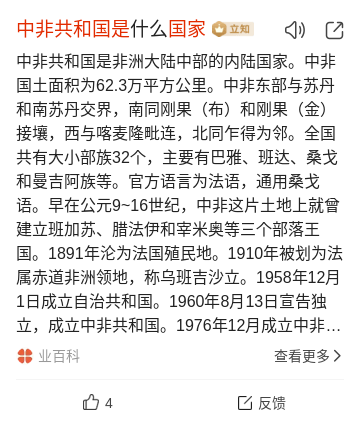 中非共和国是什么国家 立知
中非共和国是非洲大陆中部的内陆国家。中非
国土面积为62.3万平方公里。中非东部与苏丹
和南苏丹交界，南同刚果（布）和刚果（金）
接壤，西与喀麦隆毗连，北同乍得为邻。全国
共有大小部族32个，主要有巴雅、班达、桑戈
和曼吉阿族等。官方语言为法语，通用桑戈
语。早在公元9~16世纪，中非这片土地上就曾
建立班加苏、腊法伊和宰米奥等三个部落王
国。1891年沦为法国殖民地。1910年被划为法
属赤道非洲领地，称乌班吉沙立。1958年12月
1日成立自治共和国。1960年8月13日宣告独
立，成立中非共和国。1976年12月成立中非…
业百科 查看更多
4 反馈